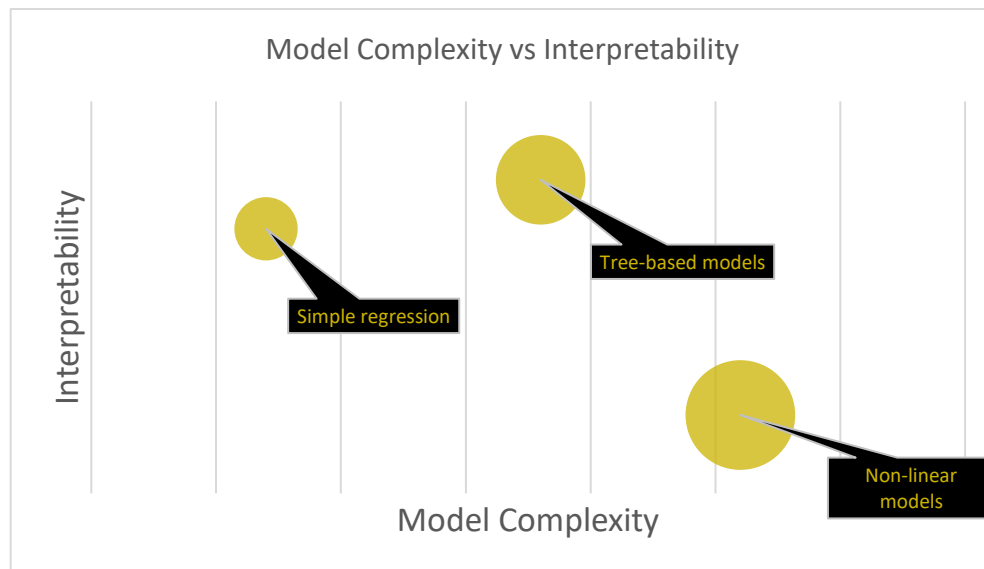 Model Complexity vs Interpretability
Interpretability
Tree-based models
Simple regression
Non-linear
models
Model Complexity